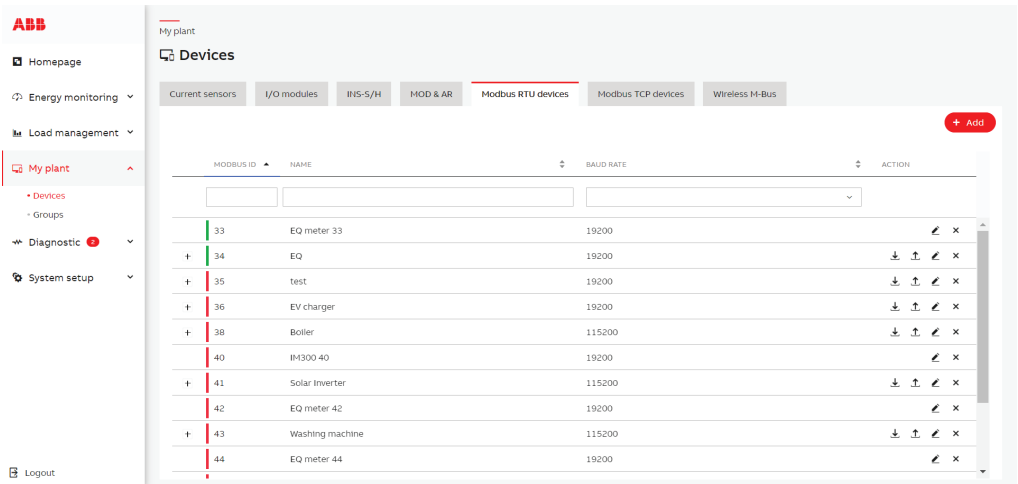 ABB
Homepage
Energy monitoring
Load management
My plant
Devices
Groups
Diagnostic 2
System setup
Logout
My plant
Devices
Current sensors I/O modules INS-S/H MOD & AR Modbus RTU devices Modbus TCP devices Wireless M-Bus
+ Add
MODBUS ID NAME BAUD RATE ACTION
33 EQ meter 33 19200
+ 34 EQ 19200
+ 35 test 19200
+ 36 EV charger 19200
+ 38 Boiler 115200
40 IM300 40 19200
+ 41 Solar Inverter 115200
42 EQ meter 42 19200
+ 43 Washing machine 115200
44 EQ meter 44 19200